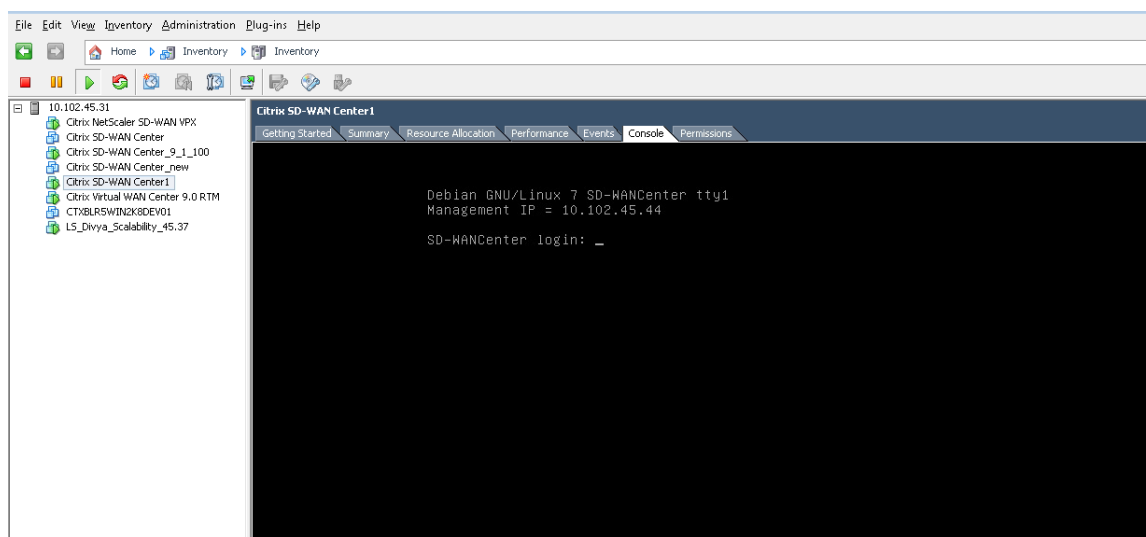 File Edit View Inventory Administration Plug-ins Help
Home Inventory Inventory
10.102.45.31
Citrix NetScaler SD-WAN VPX
Citrix SD-WAN Center
Citrix SD-WAN Center_9_1_100
Citrix SD-WAN Center_new
Citrix SD-WAN Center1
Citrix Virtual WAN Center 9.0 RTM
CTXBLR5WIN2K8DEV01
LS_Divya_Scalability_45.37
Citrix SD-WAN Center1
Getting Started Summary Resource Allocation Performance Events Console Permissions
Debian GNU/Linux 7 SD-WANCenter tty1
Management IP = 10.102.45.44
SD-WANCenter login: _